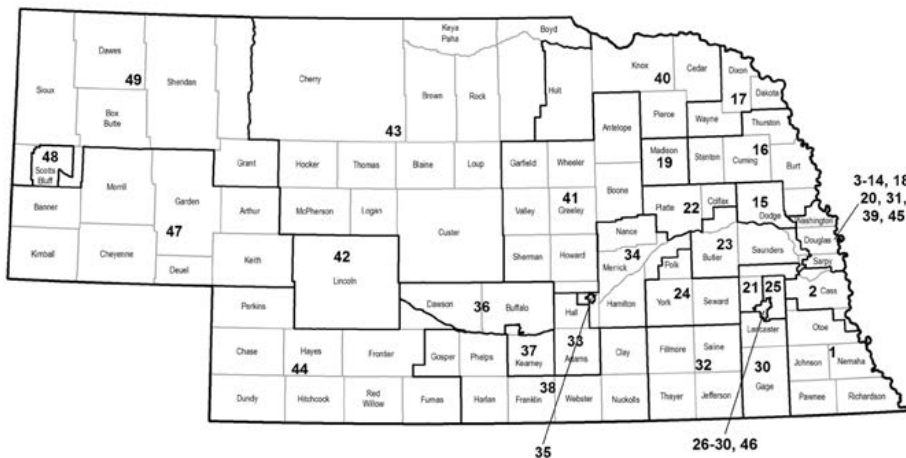 Keya
Paha
Boyd
Dawes
49
Sheridan
Sioux
Cherry
Brown
Rock
Holt
Knox
40
Cedar
Dixon
17
Dakota
Box
Butte
43
Antelope
Pierce
Wayne
Thurston
48
Scotts
Bluff
Grant
Hocker
Thomas
Blaine
Loup
Garfield
Wheeler
Madison
19
Stanton
Cuming
16
Burt
Banner
Morrill
Garden
47
Arthur
McPherson
Logan
Custer
Valley
41
Greeley
Boone
Platte
22
Colfax
15
Dodge
Washington
3-14, 18
20, 31,
39, 45
Kimball
Cheyenne
Deuel
Keith
42
Lincoln
Sherman
Howard
Nance
34
Merrick
Polk
23
Butler
Saunders
Douglas
Sarpy
Perkins
Dawson
36
Buffalo
Hall
Hamilton
York
24
Seward
21
25
Lancaster
2
Cass
Otoe
Chase
Hayes
44
Frontier
Gosper
Phelps
37
Kearney
33
Adams
Clay
Fillmore
Saline
32
30
Gage
Johnson
1
Nemaha
Dundy
Hitchcock
Red
Willow
Furnas
Harlan
38
Franklin
Webster
Nuckolls
Thayer
Jefferson
Pawnee
Richardson
35
26-30, 46